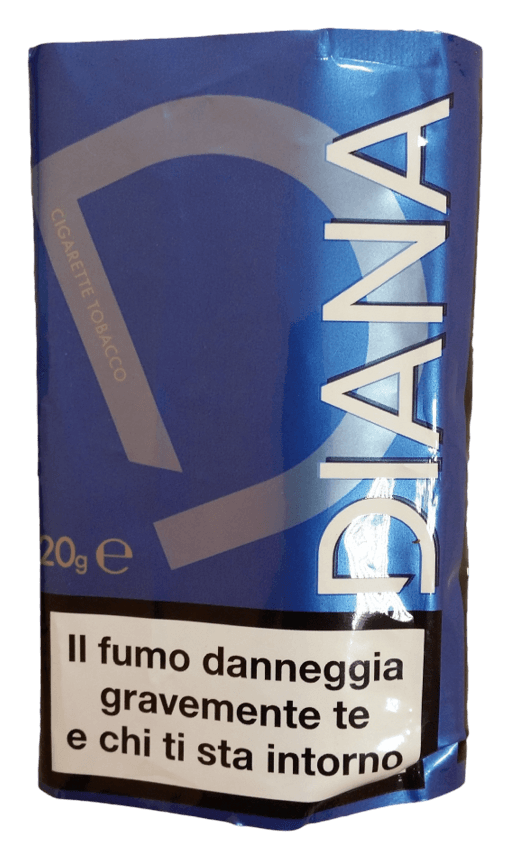 DIANA
CIGARETTE TOBACCO
20g e
Il fumo danneggia
gravemente te
e chi ti sta intorno